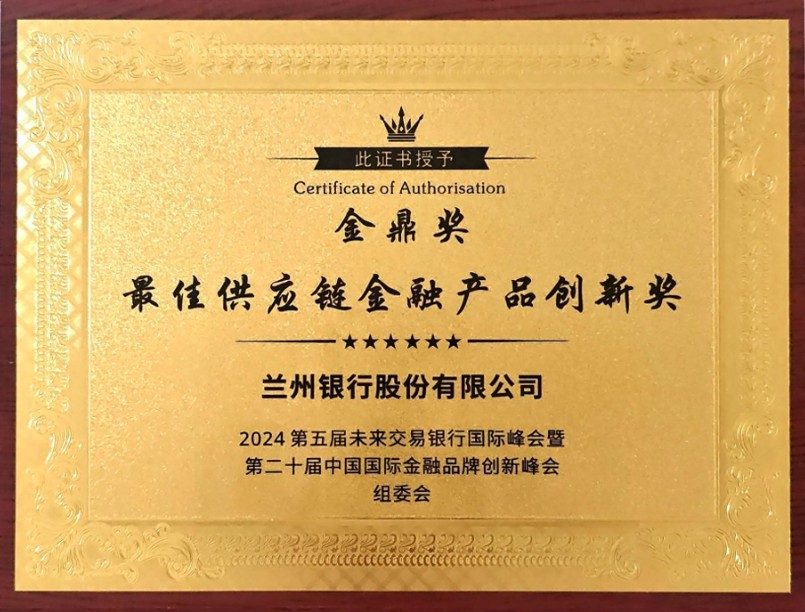 此证书授予
Certificate of Authorisation
金鼎奖
最佳供应链金融产品创新奖
兰州银行股份有限公司
2024 第五届未来交易银行国际峰会暨
第二十届中国国际金融品牌创新峰会
组委会